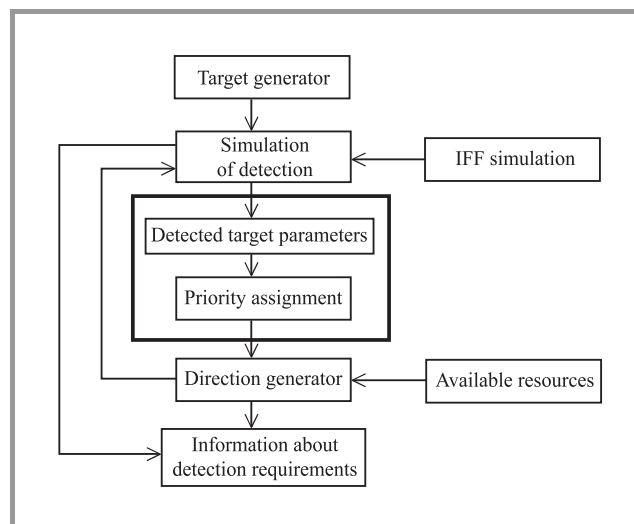 Target generator
Simulation
of detection
IFF simulation
Detected target parameters
Priority assignment
Direction generator
Available resources
Information about
detection requirements